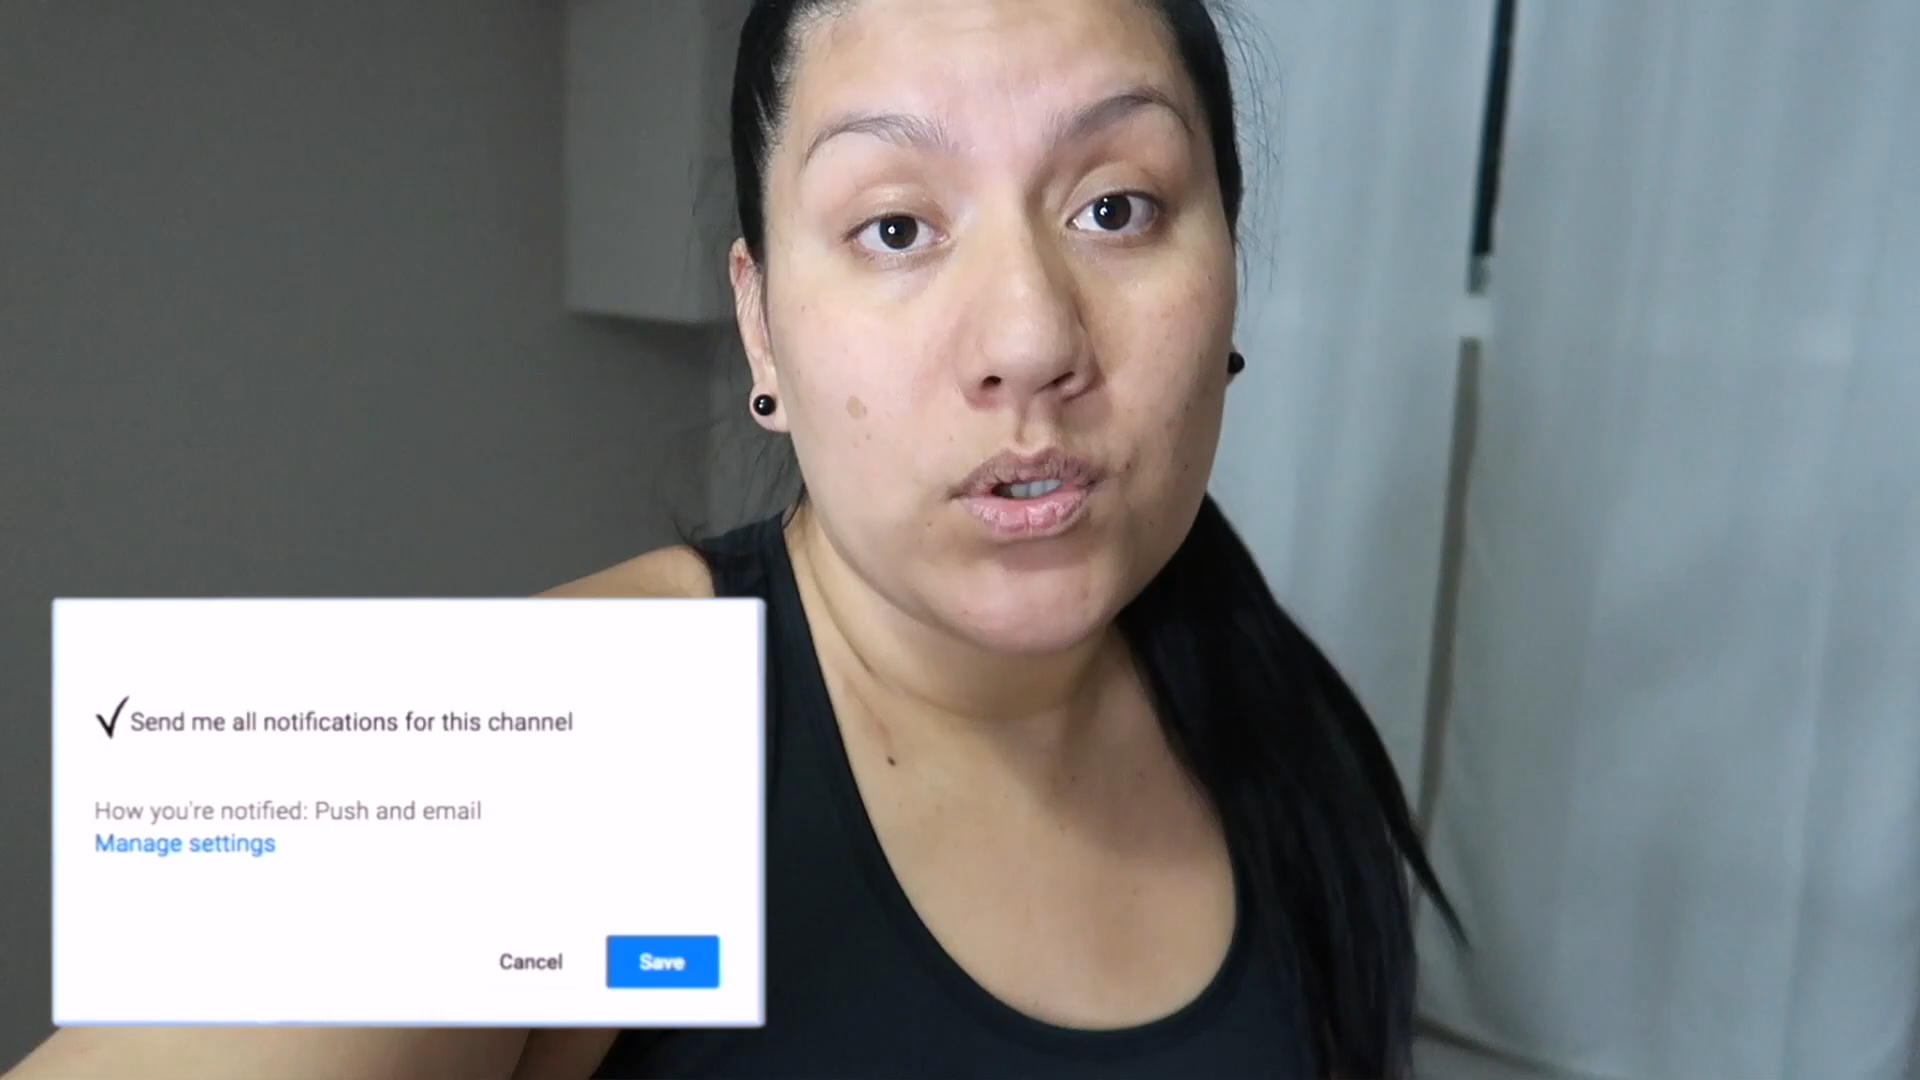 Send me all notifications for this channel
How you're notified: Push and email
Manage settings
Cancel
Save